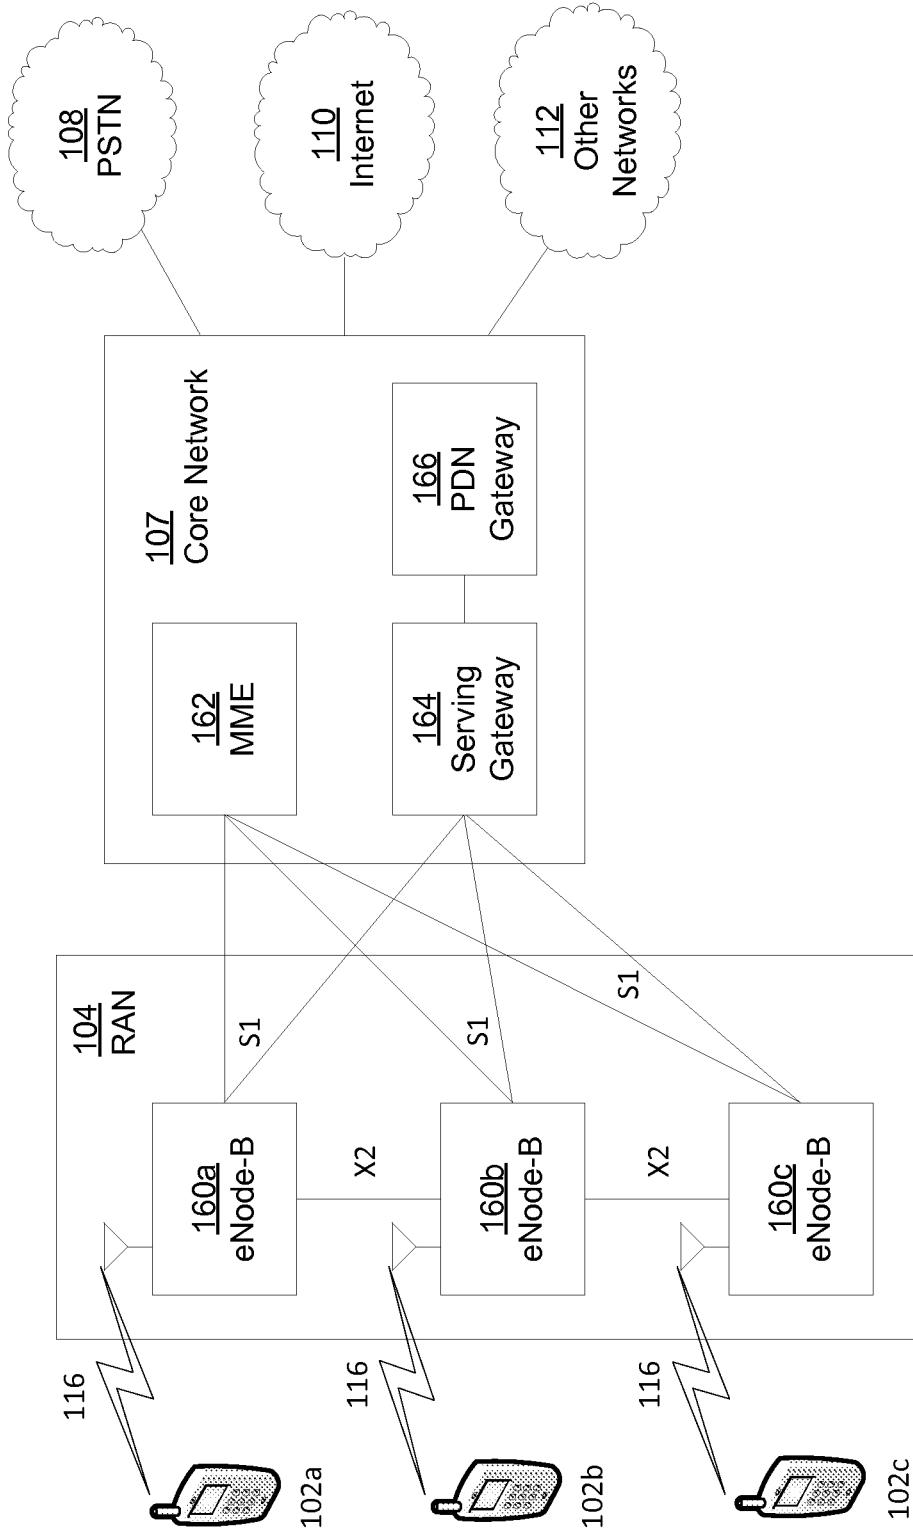 102a
116
104
RAN
160a
eNode-B
S1
X2
102b
116
160b
eNode-B
S1
X2
102c
116
160c
eNode-B
S1
107
Core Network
162
MME
164
Serving
Gateway
166
PDN
Gateway
108
PSTN
110
Internet
112
Other
Networks